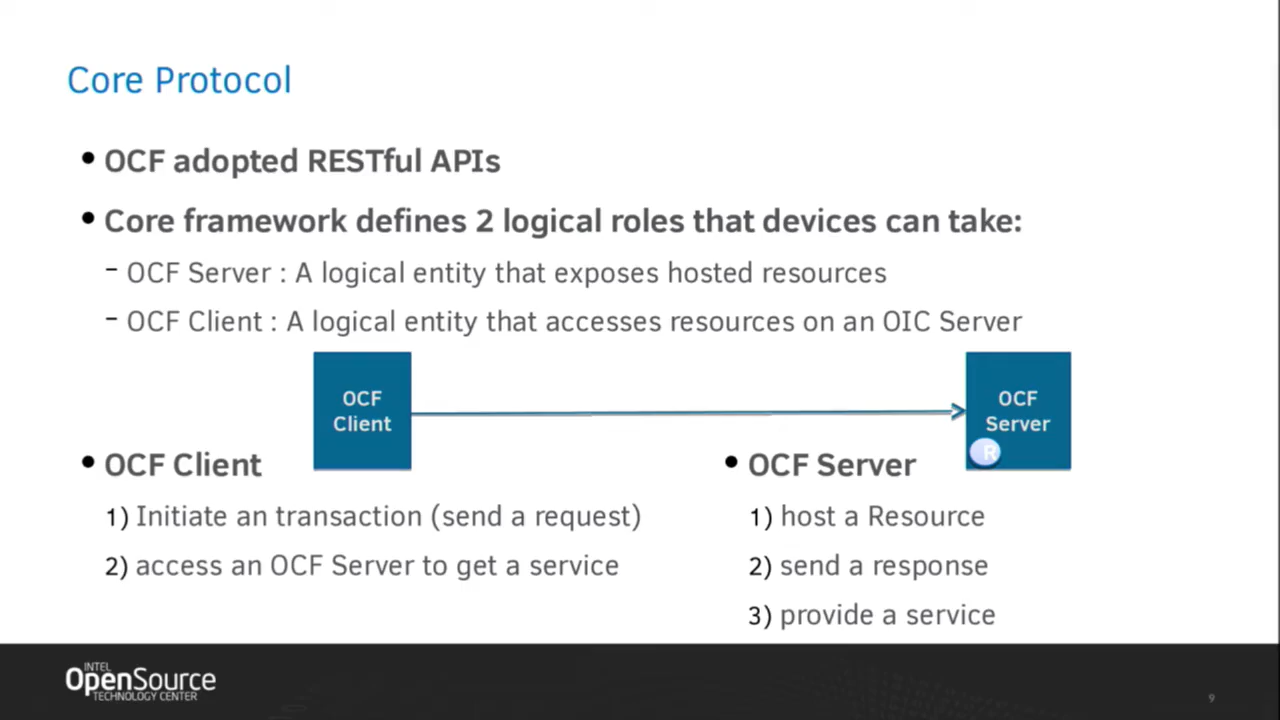 Core Protocol
• OCF adopted RESTful APIs
• Core framework defines 2 logical roles that devices can take:
– OCF Server : A logical entity that exposes hosted resources
– OCF Client : A logical entity that accesses resources on an OIC Server
OCF
Client
OCF
Server
R
• OCF Client
1) Initiate an transaction (send a request)
2) access an OCF Server to get a service
• OCF Server
1) host a Resource
2) send a response
3) provide a service
INTEL
OpenSource
TECHNOLOGY CENTER
9